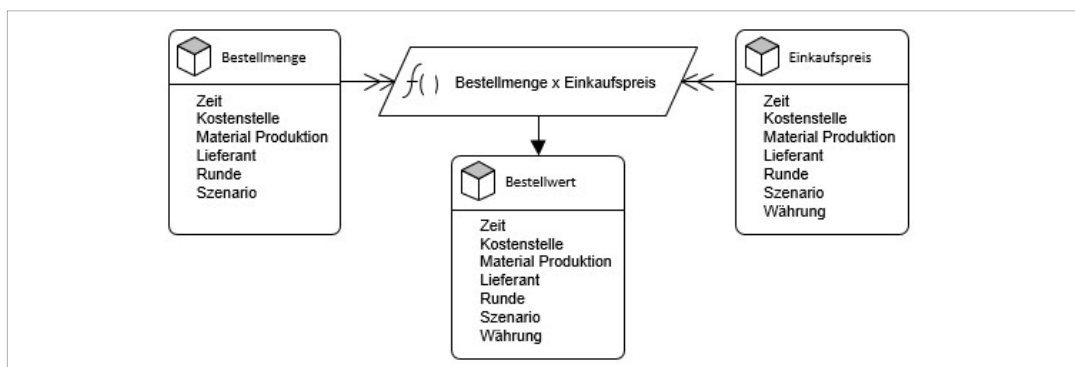 Bestellmenge
Zeit
Kostenstelle
Material Produktion
Lieferant
Runde
Szenario
f( ) Bestellmenge x Einkaufspreis
Einkaufspreis
Zeit
Kostenstelle
Material Produktion
Lieferant
Runde
Szenario
Währung
Bestellwert
Zeit
Kostenstelle
Material Produktion
Lieferant
Runde
Szenario
Währung